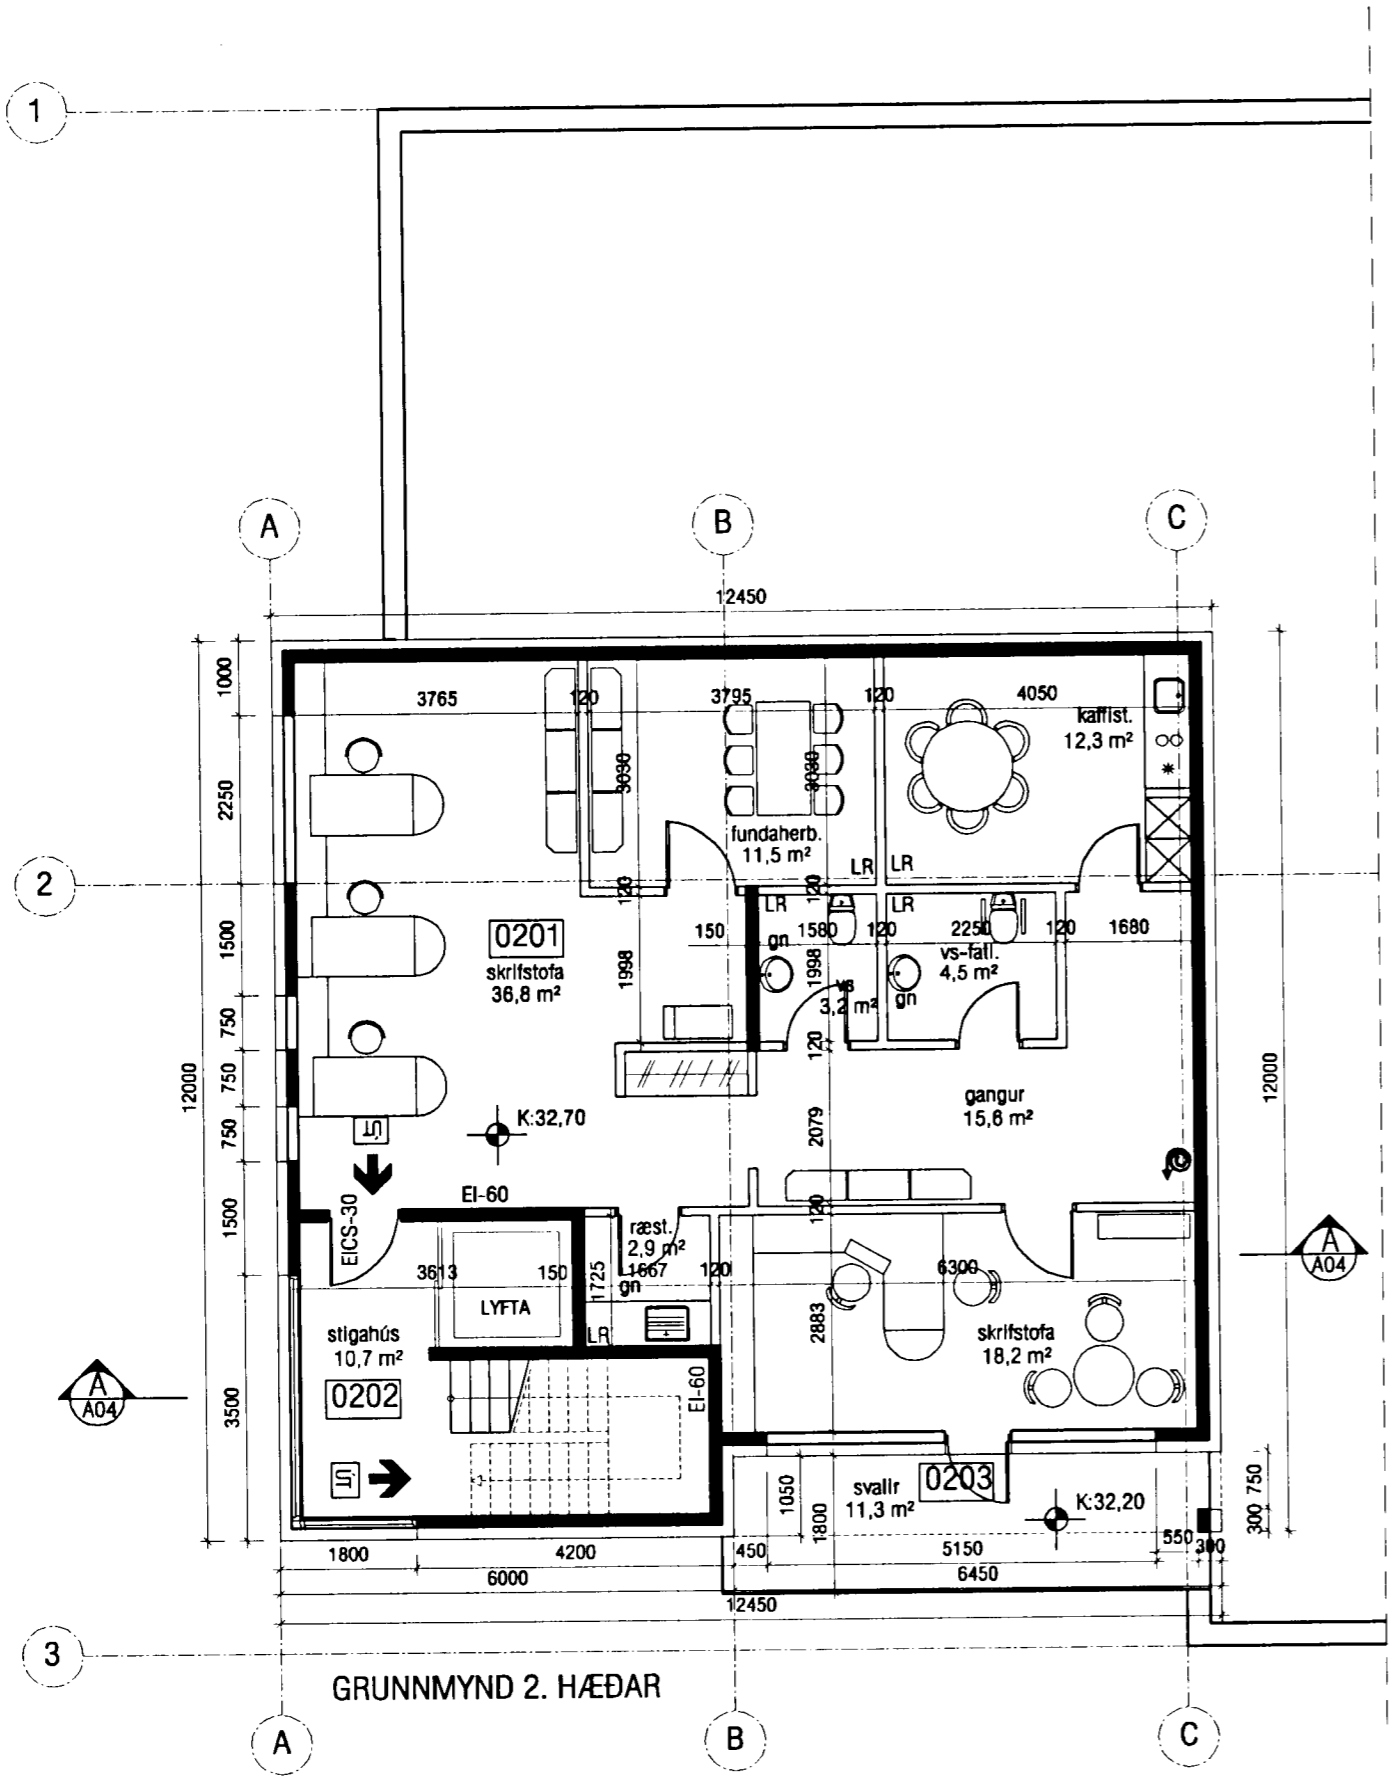 1
A
B
C
12450
1000
3765
120
3795
120
4050
kaffist.
12,3 m²
2250
3030
3030
fundaherb.
11,5 m²
LR
LR
2
120
120
LR
LR
0201
skrifstofa
36,8 m²
1500
150
gn
1580
120
2250
120
1680
vs-fatl.
4,5 m²
1998
1998
vs
3,2 m²
gn
750
120
12000
750
12000
gangur
15,6 m²
K:32,70
2079
750
ÚT
EI-60
EICS-30
1500
120
ræst.
2,9 m²
3613
150
1725
1667
120
6300
gn
LYFTA
LR
A
A04
stigahús
10,7 m²
2883
skrifstofa
18,2 m²
0202
EI-60
A
A04
3500
ÚT
0203
svalir
11,3 m²
K:32,20
1050
1800
750
300
1800
4200
450
5150
550
300
6000
6450
12450
3
GRUNNMYND 2. HÆÐAR
A
B
C